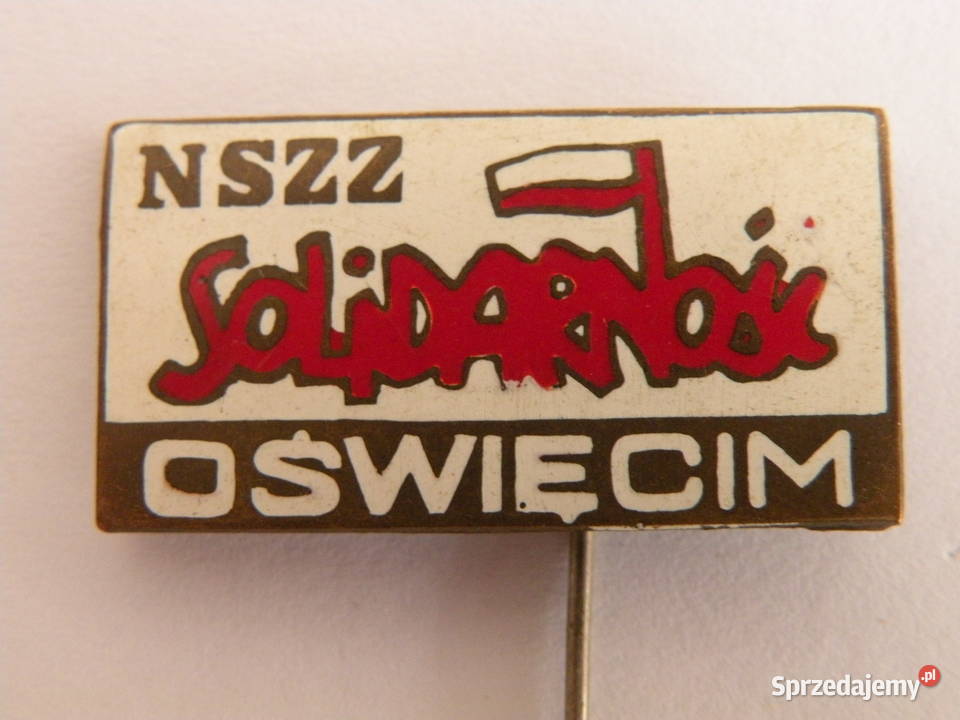 NSZZ
SOLIDARNOŚĆ
OŚWIĘCIM
Sprzedajemy.pl